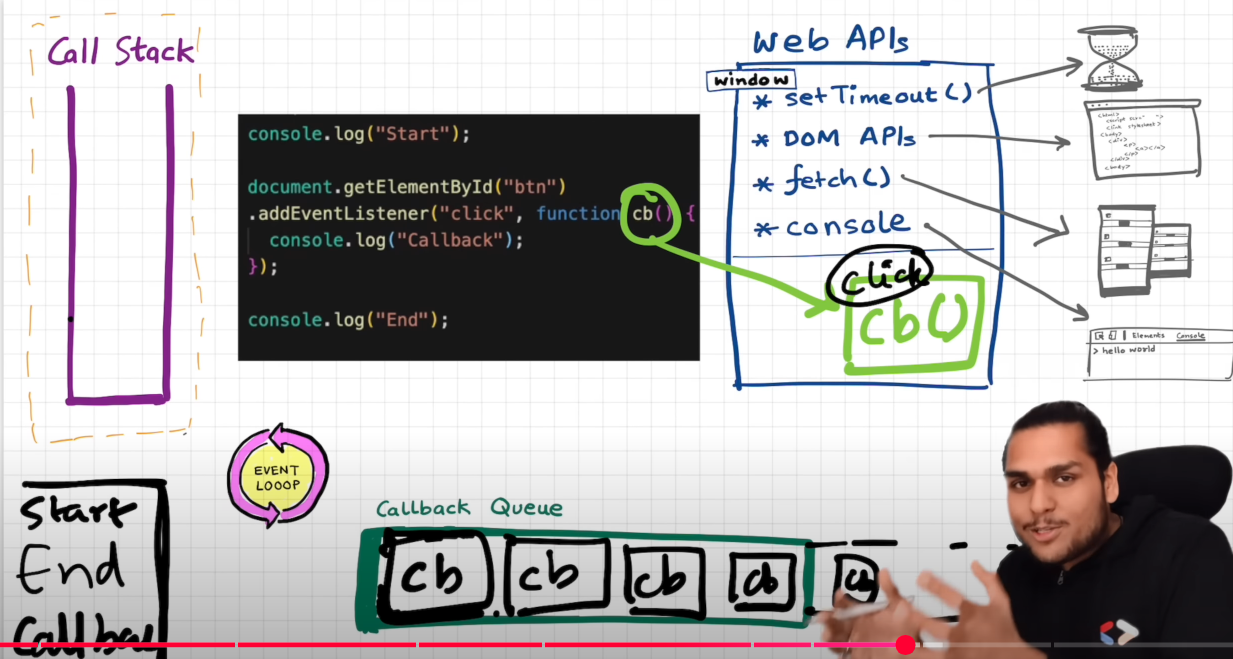 Call Stack
console.log("Start");
document.getElementById("btn")
.addEventListener("click", function cb() {
console.log("Callback");
});
console.log("End");
Web APIs
window
* setTimeout()
* DOM APIs
* fetch()
* console
click
cb()
Elements Console
> hello world
EVENT
LOOOP
Start
End
Callba
Callback Queue
cb cb cb cb cb